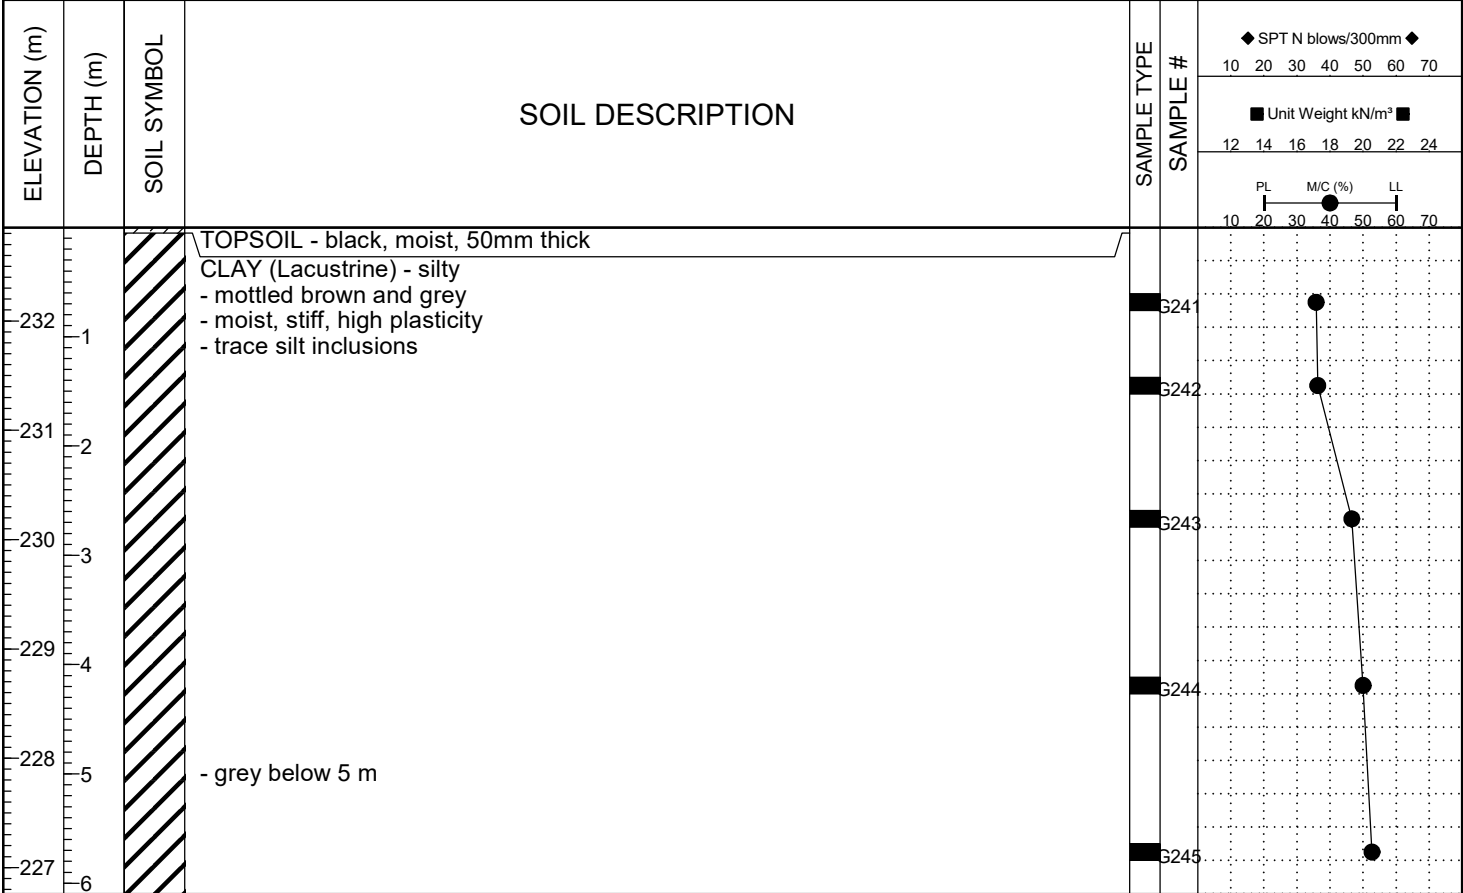 ELEVATION (m)
DEPTH (m)
SOIL SYMBOL
SOIL DESCRIPTION
SAMPLE TYPE
SAMPLE #
◆ SPT N blows/300mm ◆
10 20 30 40 50 60 70
■ Unit Weight kN/m³ ■
12 14 16 18 20 22 24
PL M/C (%) LL
10 20 30 40 50 60 70
TOPSOIL - black, moist, 50mm thick
CLAY (Lacustrine) - silty
- mottled brown and grey
G241
232
- moist, stiff, high plasticity
1
- trace silt inclusions
G242
231
2
G243
230
3
229
4
G244
228
5
- grey below 5 m
G245
227
6